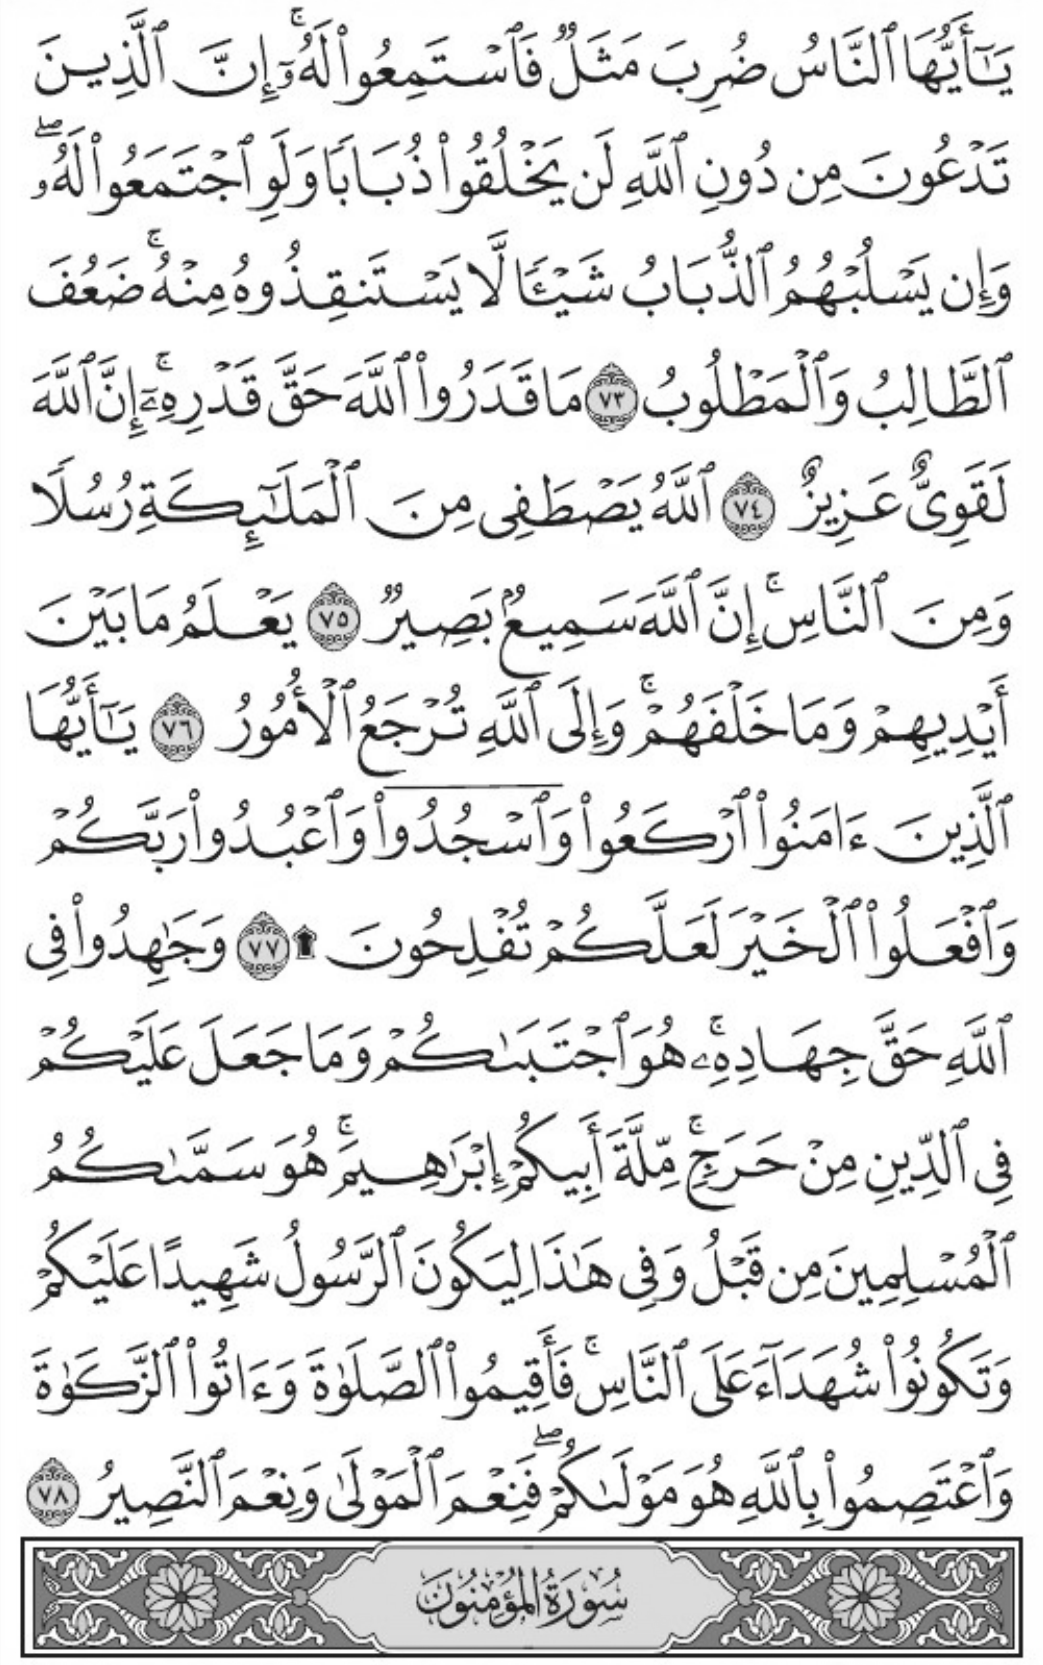 يَـٰٓأَيُّهَا ٱلنَّاسُ ضُرِبَ مَثَلٌ فَٱسْتَمِعُوا۟ لَهُۥٓ ۚ إِنَّ ٱلَّذِينَ
تَدْعُونَ مِن دُونِ ٱللَّهِ لَن يَخْلُقُوا۟ ذُبَابًا وَلَوِ ٱجْتَمَعُوا۟ لَهُۥ ۖ
وَإِن يَسْلُبْهُمُ ٱلذُّبَابُ شَيْـًٔا لَّا يَسْتَنقِذُوهُ مِنْهُ ۚ ضَعُفَ
ٱلطَّالِبُ وَٱلْمَطْلُوبُ ٧٣ مَا قَدَرُوا۟ ٱللَّهَ حَقَّ قَدْرِهِۦٓ ۚ إِنَّ ٱللَّهَ
لَقَوِىٌّ عَزِيزٌ ٧٤ ٱللَّهُ يَصْطَفِى مِنَ ٱلْمَلَـٰٓئِكَةِ رُسُلًا
وَمِنَ ٱلنَّاسِ ۚ إِنَّ ٱللَّهَ سَمِيعٌۢ بَصِيرٌ ٧٥ يَعْلَمُ مَا بَيْنَ
أَيْدِيهِمْ وَمَا خَلْفَهُمْ ۚ وَإِلَى ٱللَّهِ تُرْجَعُ ٱلْأُمُورُ ٧٦ يَـٰٓأَيُّهَا
ٱلَّذِينَ ءَامَنُوا۟ ٱرْكَعُوا۟ وَٱسْجُدُوا۟ وَٱعْبُدُوا۟ رَبَّكُمْ
وَٱفْعَلُوا۟ ٱلْخَيْرَ لَعَلَّكُمْ تُفْلِحُونَ ۩ ٧٧ وَجَـٰهِدُوا۟ فِى
ٱللَّهِ حَقَّ جِهَادِهِۦ ۚ هُوَ ٱجْتَبَىٰكُمْ وَمَا جَعَلَ عَلَيْكُمْ
فِى ٱلدِّينِ مِنْ حَرَجٍ ۚ مِّلَّةَ أَبِيكُمْ إِبْرَٰهِيمَ ۚ هُوَ سَمَّىٰكُمُ
ٱلْمُسْلِمِينَ مِن قَبْلُ وَفِى هَـٰذَا لِيَكُونَ ٱلرَّسُولُ شَهِيدًا عَلَيْكُمْ
وَتَكُونُوا۟ شُهَدَآءَ عَلَى ٱلنَّاسِ ۚ فَأَقِيمُوا۟ ٱلصَّلَوٰةَ وَءَاتُوا۟ ٱلزَّكَوٰةَ
وَٱعْتَصِمُوا۟ بِٱللَّهِ هُوَ مَوْلَىٰكُمْ ۖ فَنِعْمَ ٱلْمَوْلَىٰ وَنِعْمَ ٱلنَّصِيرُ ٧٨
سُورَةُ المُؤْمِنُونَ